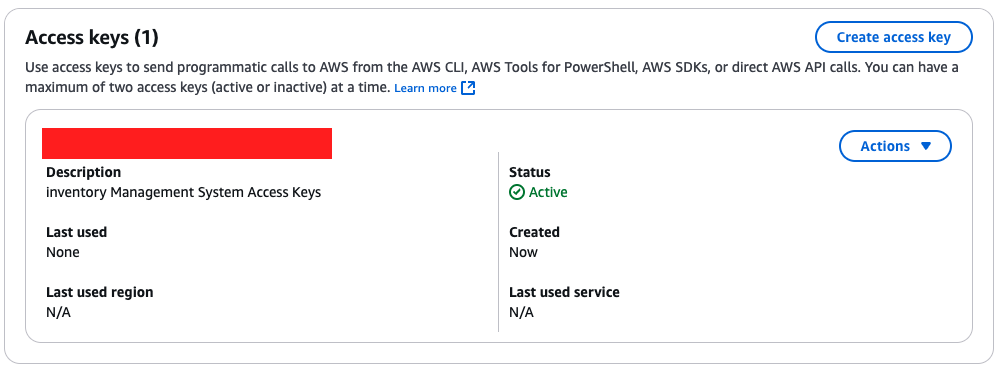 Access keys (1)
Create access key
Use access keys to send programmatic calls to AWS from the AWS CLI, AWS Tools for PowerShell, AWS SDKs, or direct AWS API calls. You can have a
maximum of two access keys (active or inactive) at a time. Learn more
Actions
Description
inventory Management System Access Keys
Status
Active
Last used
None
Created
Now
Last used region
N/A
Last used service
N/A